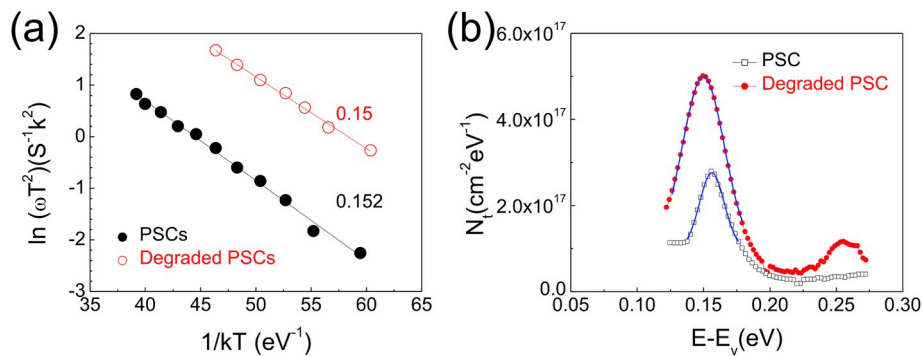 (a)
ln (ωT²)(S⁻¹k²)
2
1
0
-1
-2
-3
35 40 45 50 55 60 65
1/kT (eV⁻¹)
0.15
0.152
PSCs
Degraded PSCs
(b)
Nₜ(cm⁻²eV⁻¹)
6.0x10¹⁷
4.0x10¹⁷
2.0x10¹⁷
0.0
0.05 0.10 0.15 0.20 0.25 0.30
E-Eᵥ(eV)
PSC
Degraded PSC